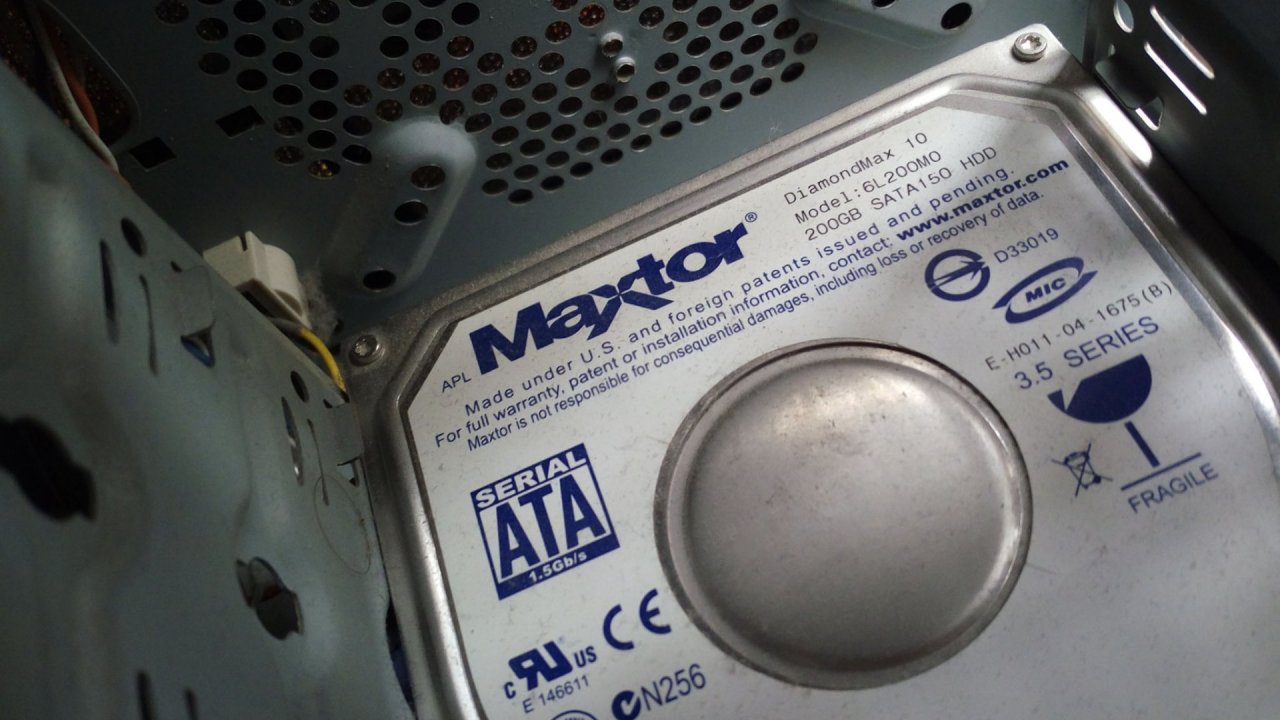 DiamondMax 10
Model:6L200M0
200GB SATA150 HDD
APL Maxtor®
Made under U.S. and foreign patents issued and pending.
For full warranty, patent or installation information, contact: www.maxtor.com
Maxtor is not responsible for consequential damages, including loss or recovery of data.
D33019
MIC
E-H011-04-1675(B)
3.5 SERIES
FRAGILE
SERIAL
ATA
1.5Gb/s
CE
c RU US
E 146611
N256